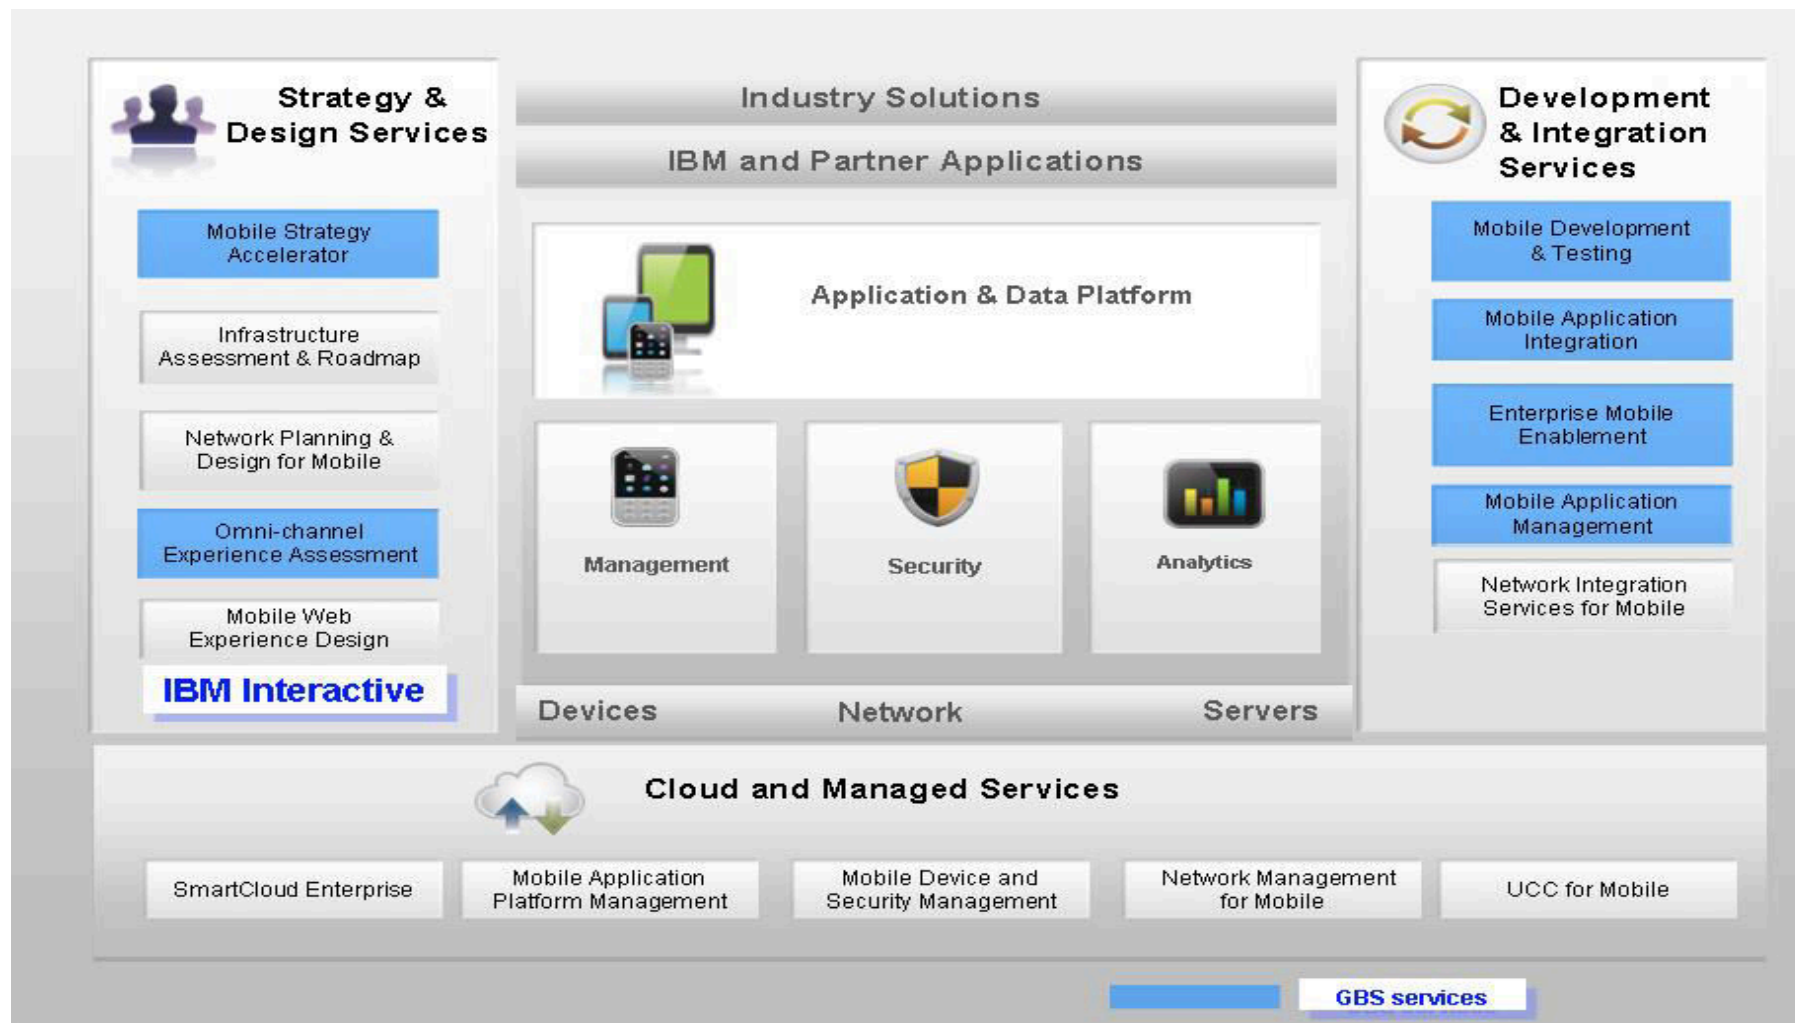 Strategy &
Design Services
Mobile Strategy
Accelerator
Infrastructure
Assessment & Roadmap
Network Planning &
Design for Mobile
Omni-channel
Experience Assessment
Mobile Web
Experience Design
IBM Interactive
Industry Solutions
IBM and Partner Applications
Application & Data Platform
Management
Security
Analytics
Devices
Network
Servers
Development
& Integration
Services
Mobile Development
& Testing
Mobile Application
Integration
Enterprise Mobile
Enablement
Mobile Application
Management
Network Integration
Services for Mobile
Cloud and Managed Services
SmartCloud Enterprise
Mobile Application
Platform Management
Mobile Device and
Security Management
Network Management
for Mobile
UCC for Mobile
GBS services